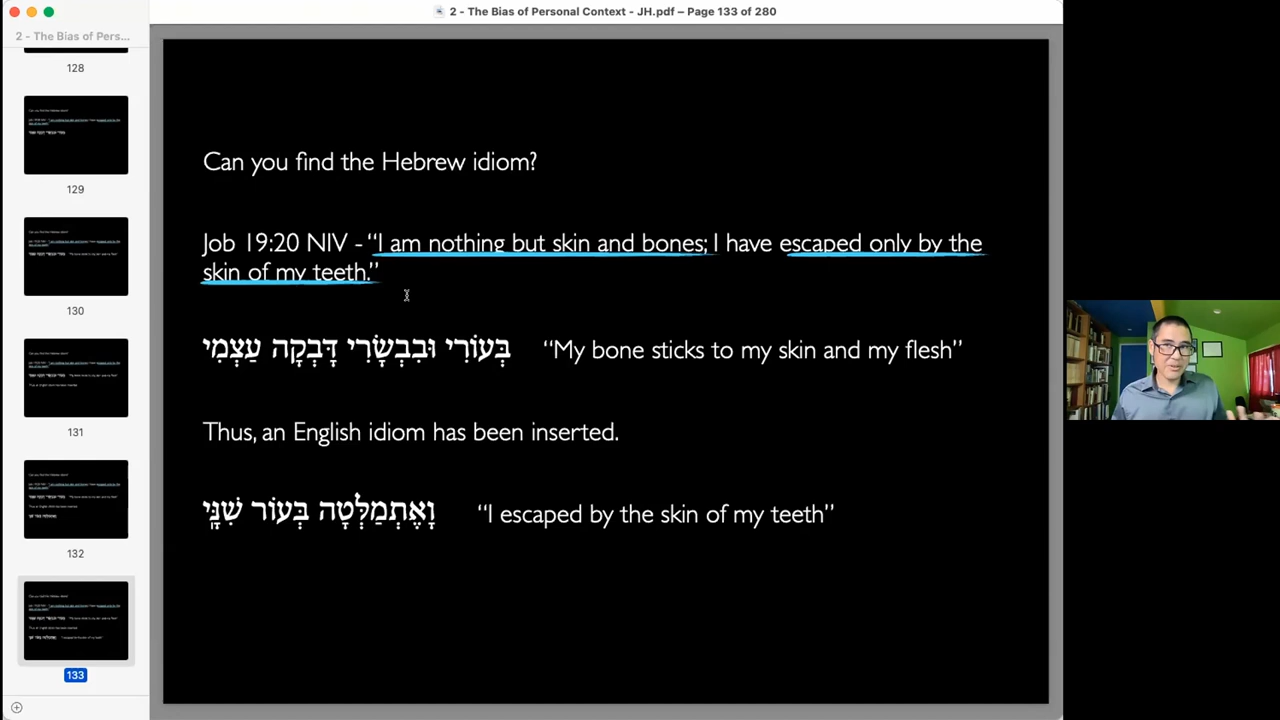 2 - The Bias of Personal Context - JH.pdf – Page 133 of 280
2 - The Bias of Pers...
128
129
130
131
132
133
Can you find the Hebrew idiom?
Job 19:20 NIV - “I am nothing but skin and bones; I have escaped only by the
skin of my teeth.”
בְּעוֹרִי וּבִבְשָׂרִי דָּבְקָה עַצְמִי “My bone sticks to my skin and my flesh”
Thus, an English idiom has been inserted.
וָאֶתְמַלְּטָה בְּעוֹר שִׁנָּי “I escaped by the skin of my teeth”